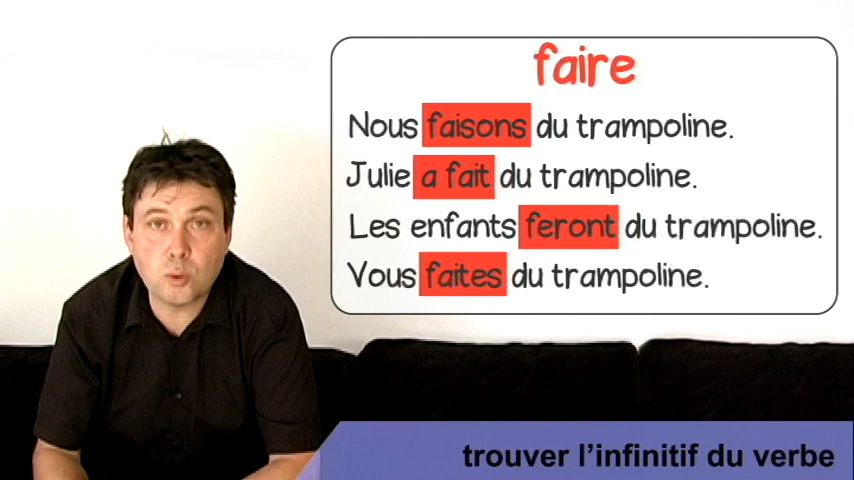 faire
Nous faisons du trampoline.
Julie a fait du trampoline.
Les enfants feront du trampoline.
Vous faites du trampoline.
trouver l'infinitif du verbe